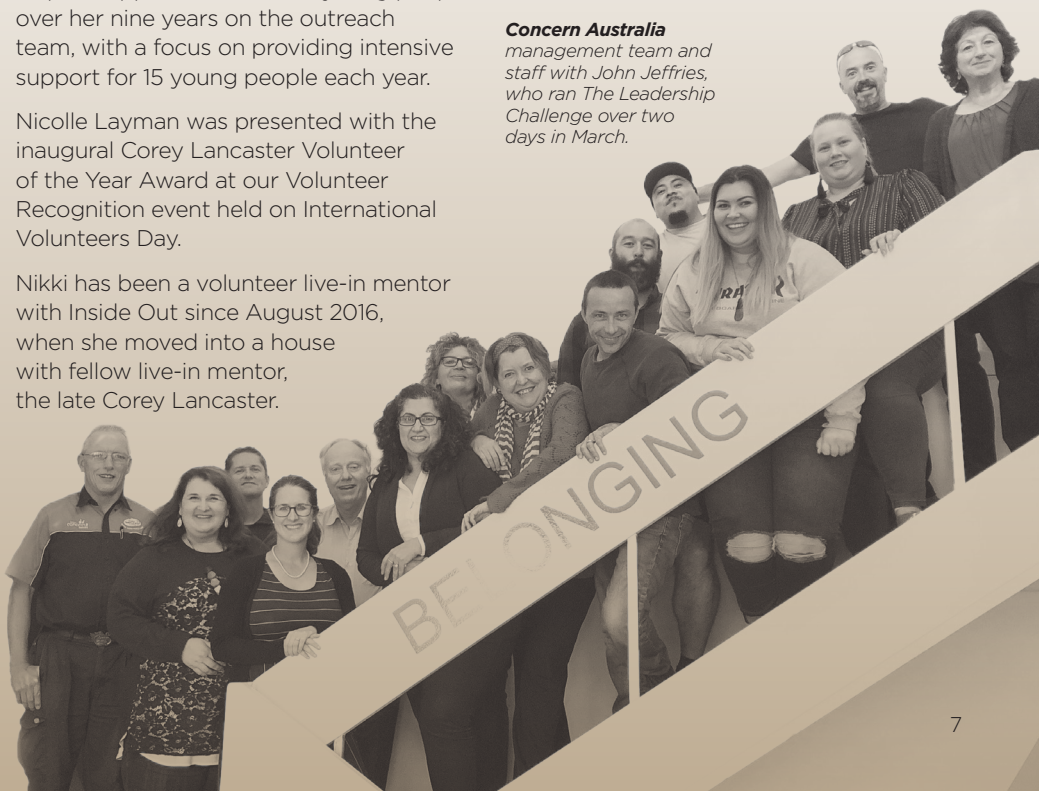 over her nine years on the outreach
team, with a focus on providing intensive
support for 15 young people each year.
Nicolle Layman was presented with the
inaugural Corey Lancaster Volunteer
of the Year Award at our Volunteer
Recognition event held on International
Volunteers Day.
Nikki has been a volunteer live-in mentor
with Inside Out since August 2016,
when she moved into a house
with fellow live-in mentor,
the late Corey Lancaster.
Concern Australia
management team and
staff with John Jeffries,
who ran The Leadership
Challenge over two
days in March.
BELONGING
7